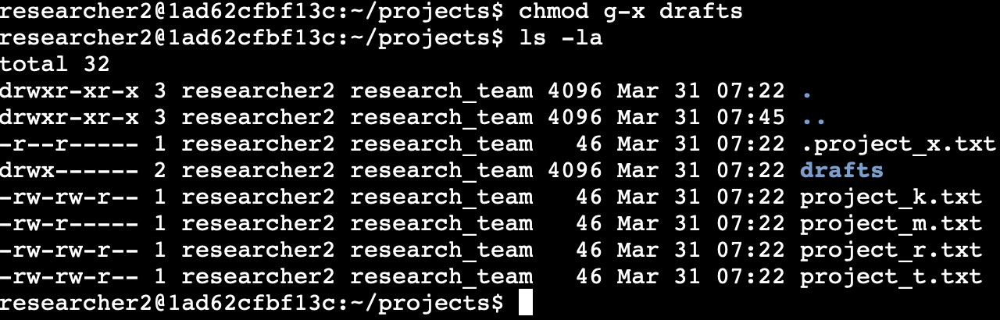 researcher2@1ad62cfbf13c:~/projects$ chmod g-x drafts
researcher2@1ad62cfbf13c:~/projects$ ls -la
total 32
drwxr-xr-x 3 researcher2 research_team 4096 Mar 31 07:22 .
drwxr-xr-x 3 researcher2 research_team 4096 Mar 31 07:45 ..
-r--r----- 1 researcher2 research_team   46 Mar 31 07:22 .project_x.txt
drwx------ 2 researcher2 research_team 4096 Mar 31 07:22 drafts
-rw-rw-r-- 1 researcher2 research_team   46 Mar 31 07:22 project_k.txt
-rw-r----- 1 researcher2 research_team   46 Mar 31 07:22 project_m.txt
-rw-rw-r-- 1 researcher2 research_team   46 Mar 31 07:22 project_r.txt
-rw-rw-r-- 1 researcher2 research_team   46 Mar 31 07:22 project_t.txt
researcher2@1ad62cfbf13c:~/projects$